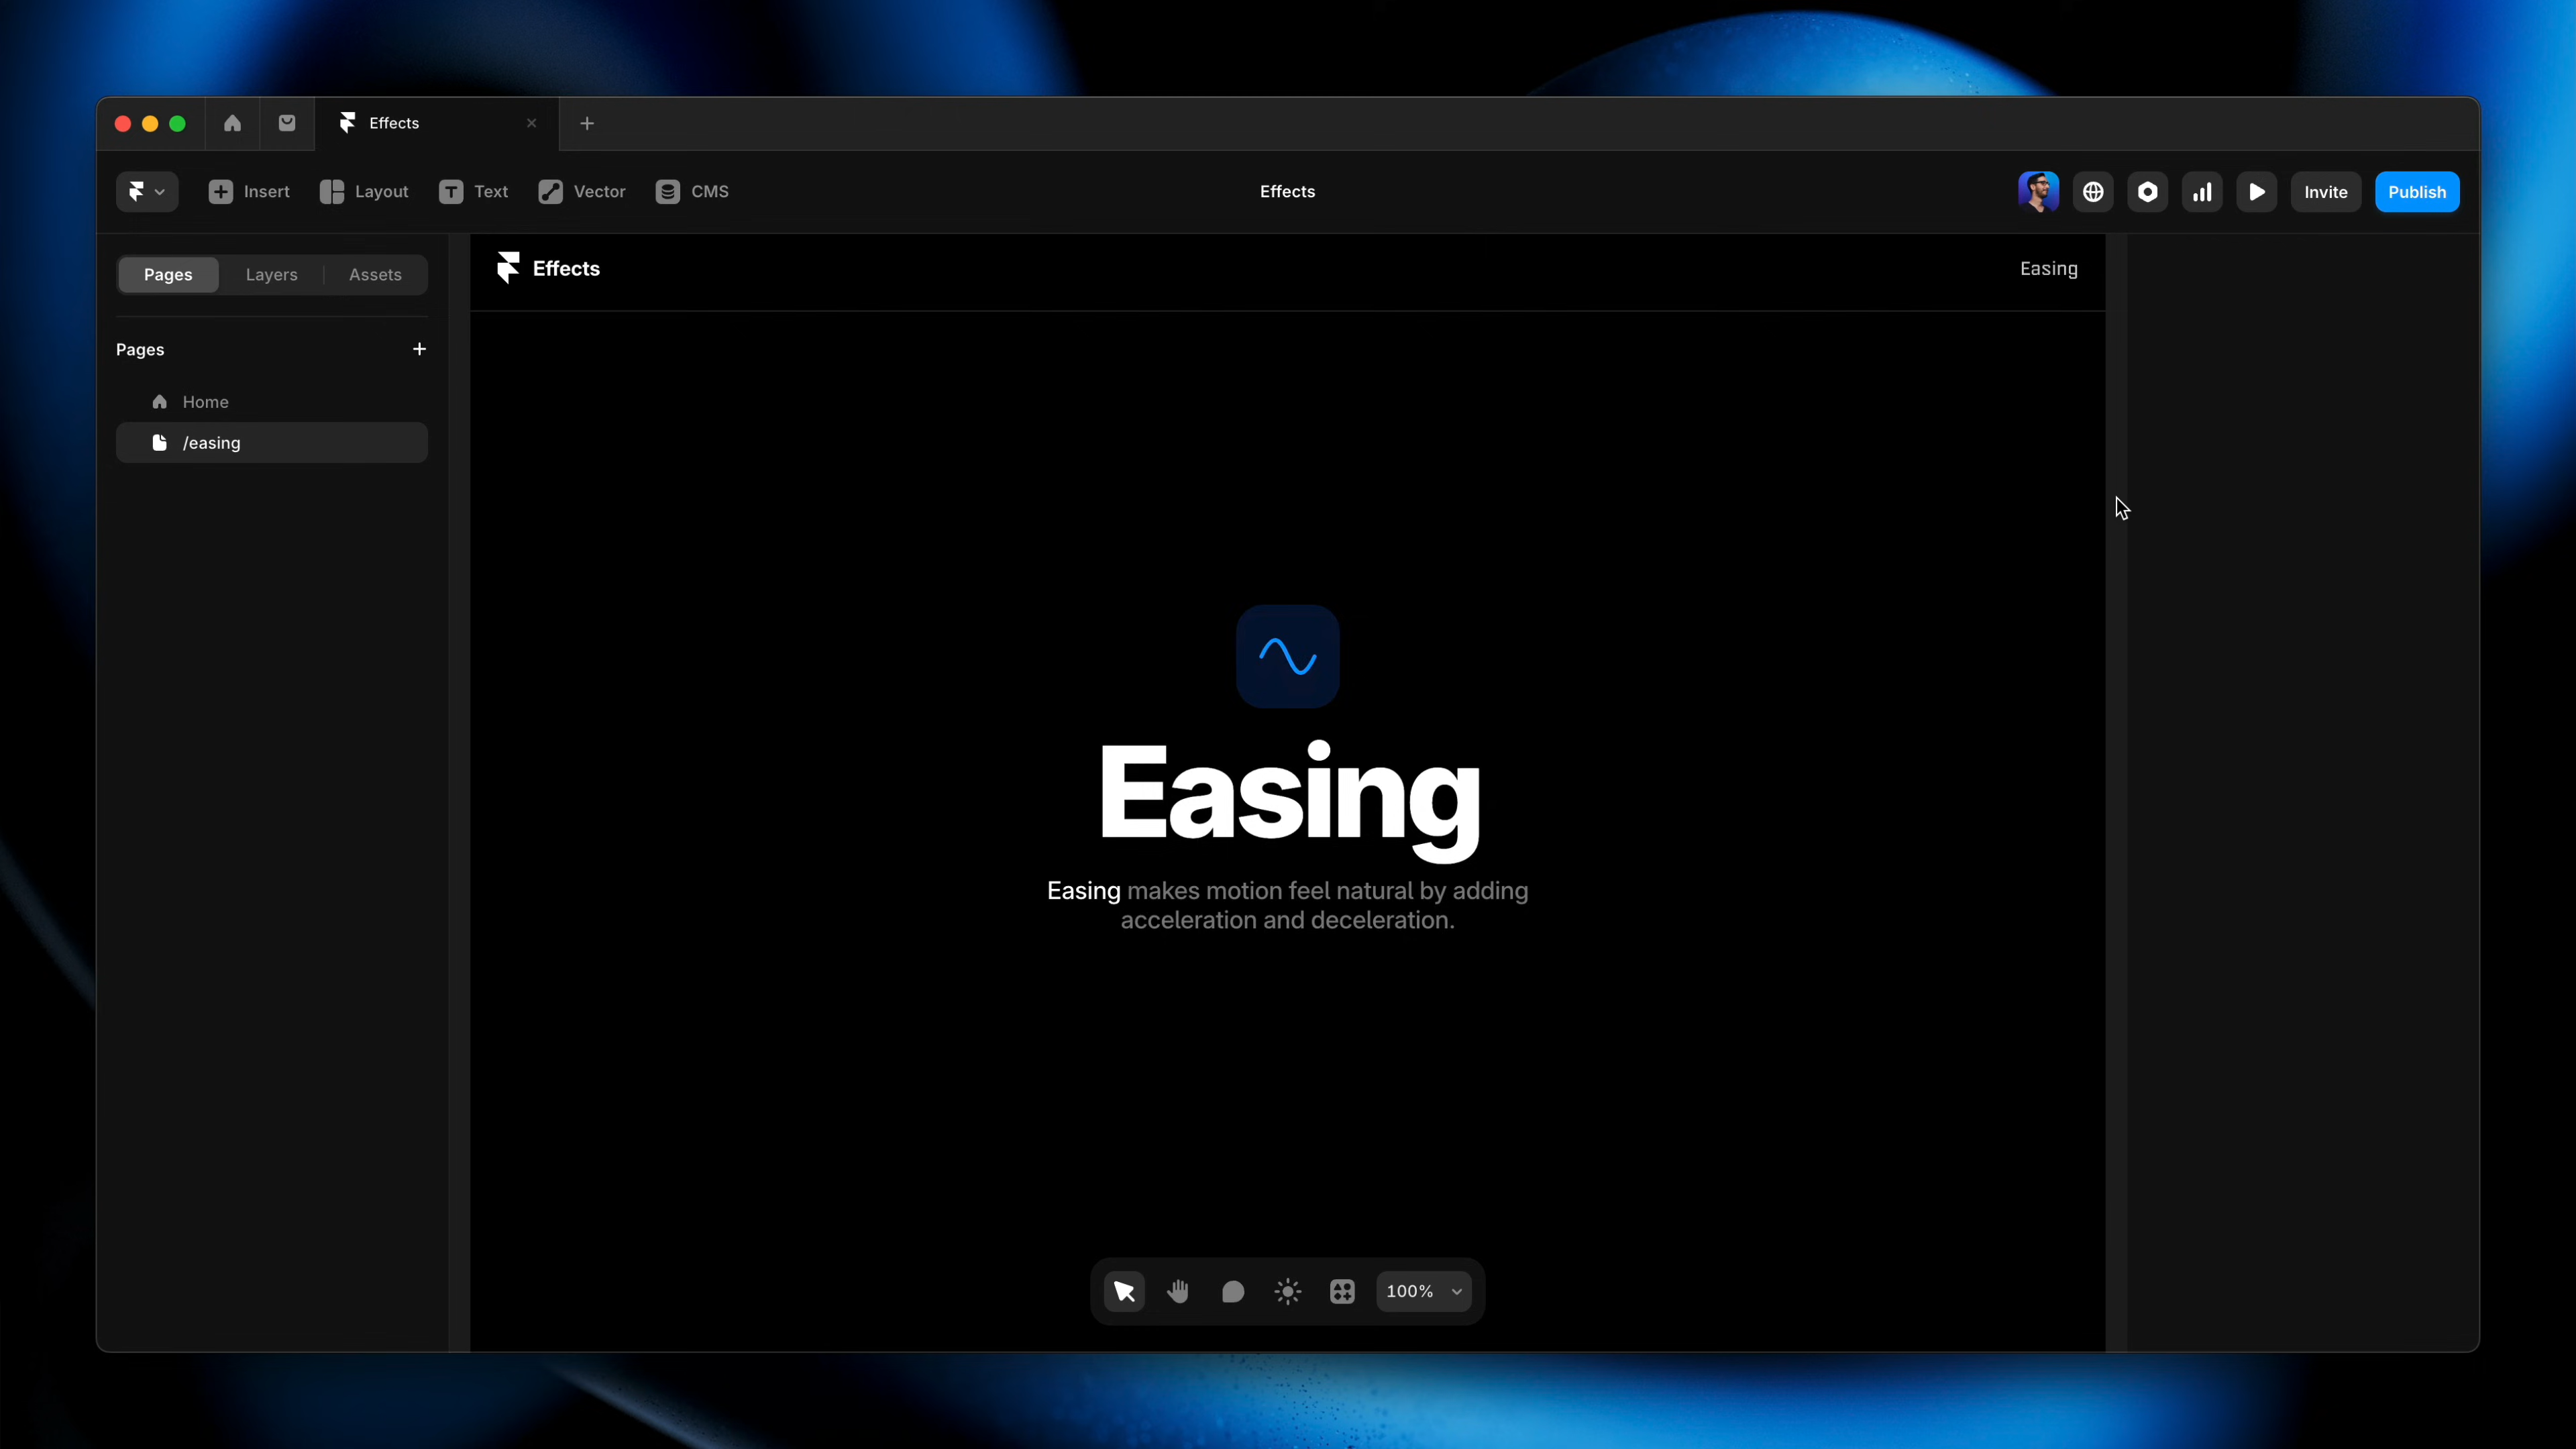 Effects
Insert
Layout
Text
Vector
CMS
Effects
Invite
Publish
Pages
Layers
Assets
Effects
Easing
Pages
Home
/easing
Easing
Easing makes motion feel natural by adding
acceleration and deceleration.
100%